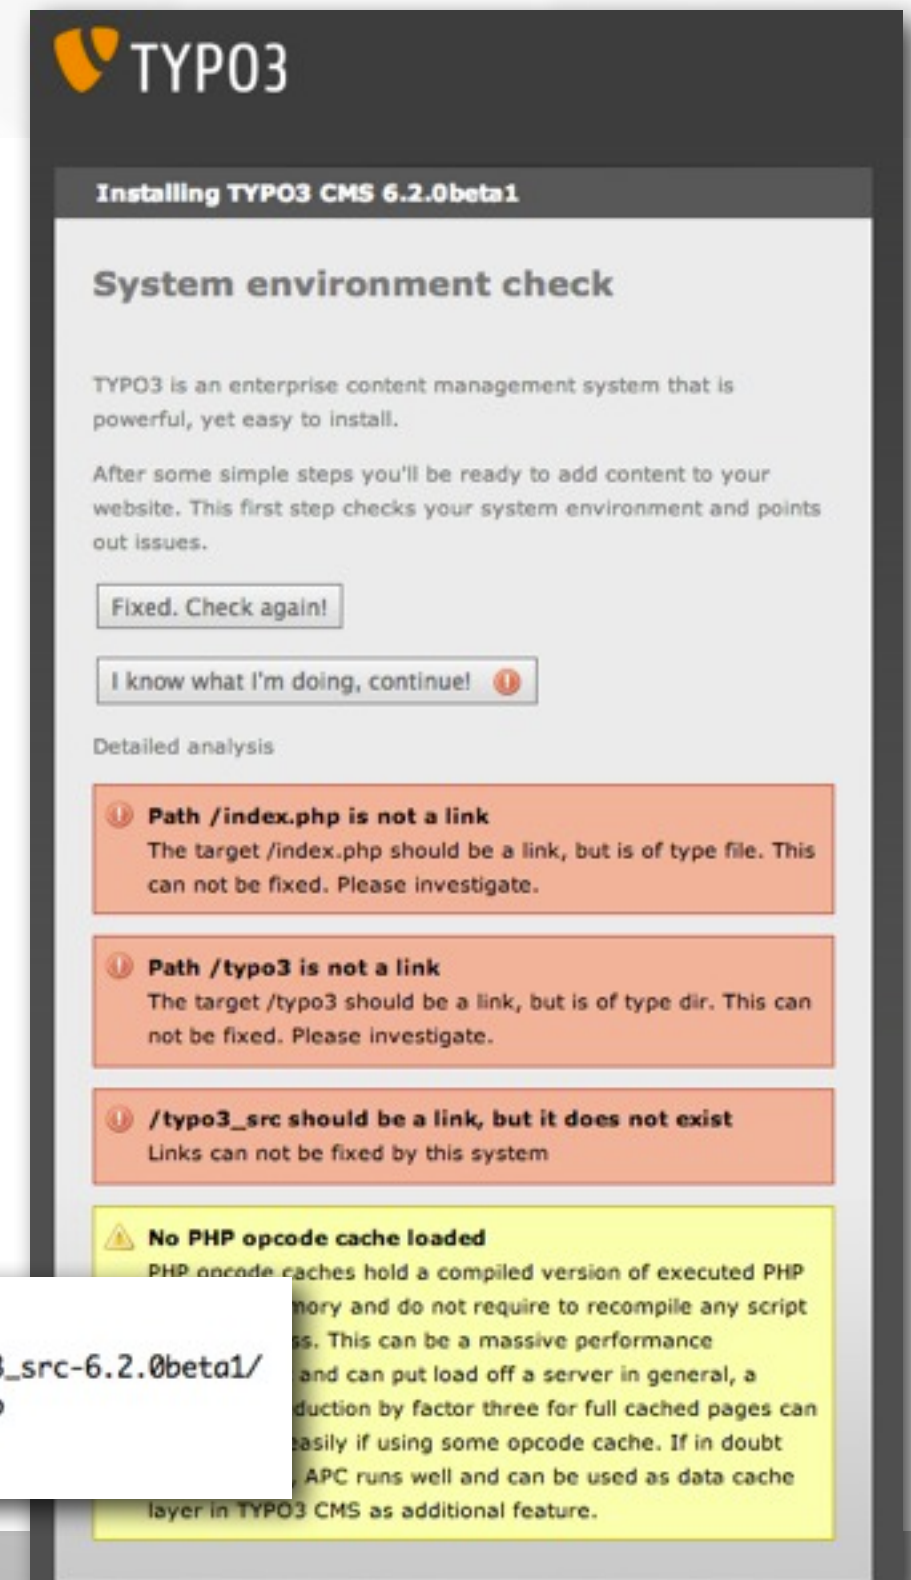 TYPO3
Installing TYPO3 CMS 6.2.0beta1
System environment check
TYPO3 is an enterprise content management system that is
powerful, yet easy to install.
After some simple steps you'll be ready to add content to your
website. This first step checks your system environment and points
out issues.
Fixed. Check again!
I know what I'm doing, continue!
Detailed analysis
Path /index.php is not a link
The target /index.php should be a link, but is of type file. This
can not be fixed. Please investigate.
Path /typo3 is not a link
The target /typo3 should be a link, but is of type dir. This can
not be fixed. Please investigate.
/typo3_src should be a link, but it does not exist
Links can not be fixed by this system
No PHP opcode cache loaded
PHP opcode caches hold a compiled version of executed PHP
and do not require to recompile any script
This can be a massive performance
and can put load off a server in general, a
by factor three for full cached pages can
easily if using some opcode cache. If in doubt
, APC runs well and can be used as data cache
layer in TYPO3 CMS as additional feature.
_src-6.2.0beta1/